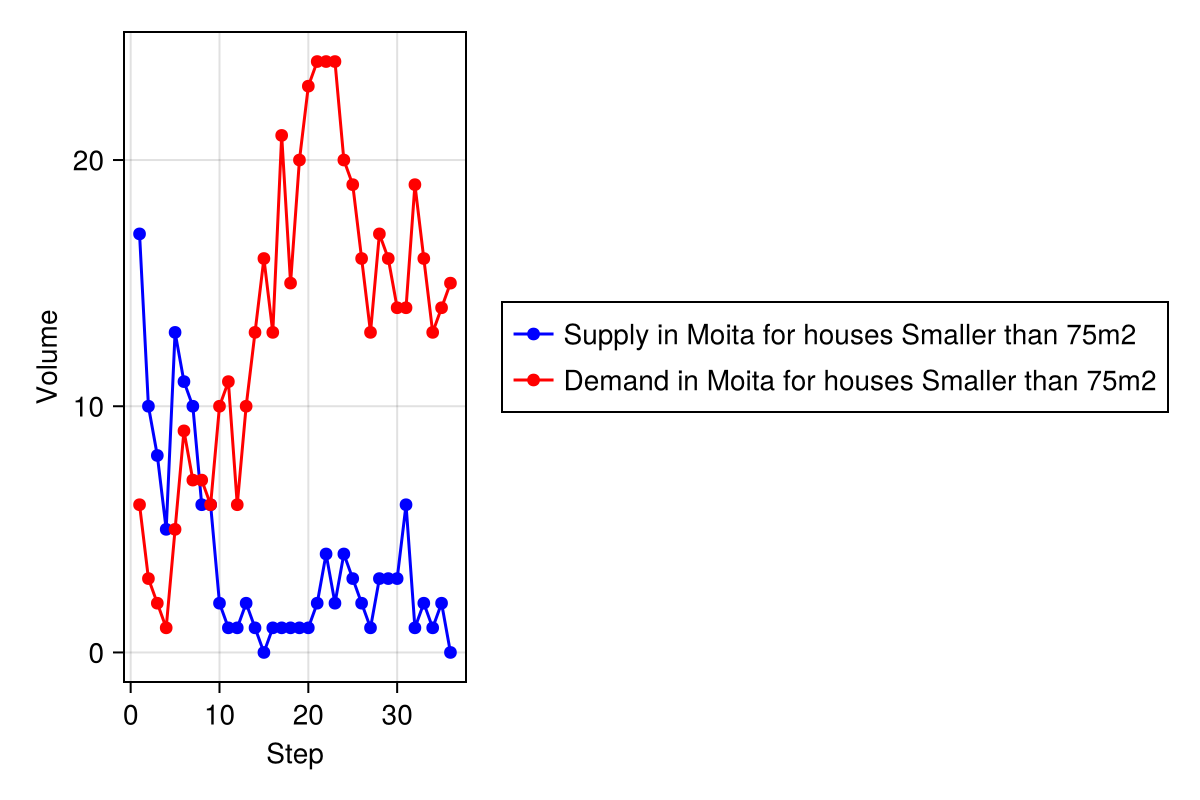 20
10
0
Volume
0 10 20 30
Step
Supply in Moita for houses Smaller than 75m2
Demand in Moita for houses Smaller than 75m2